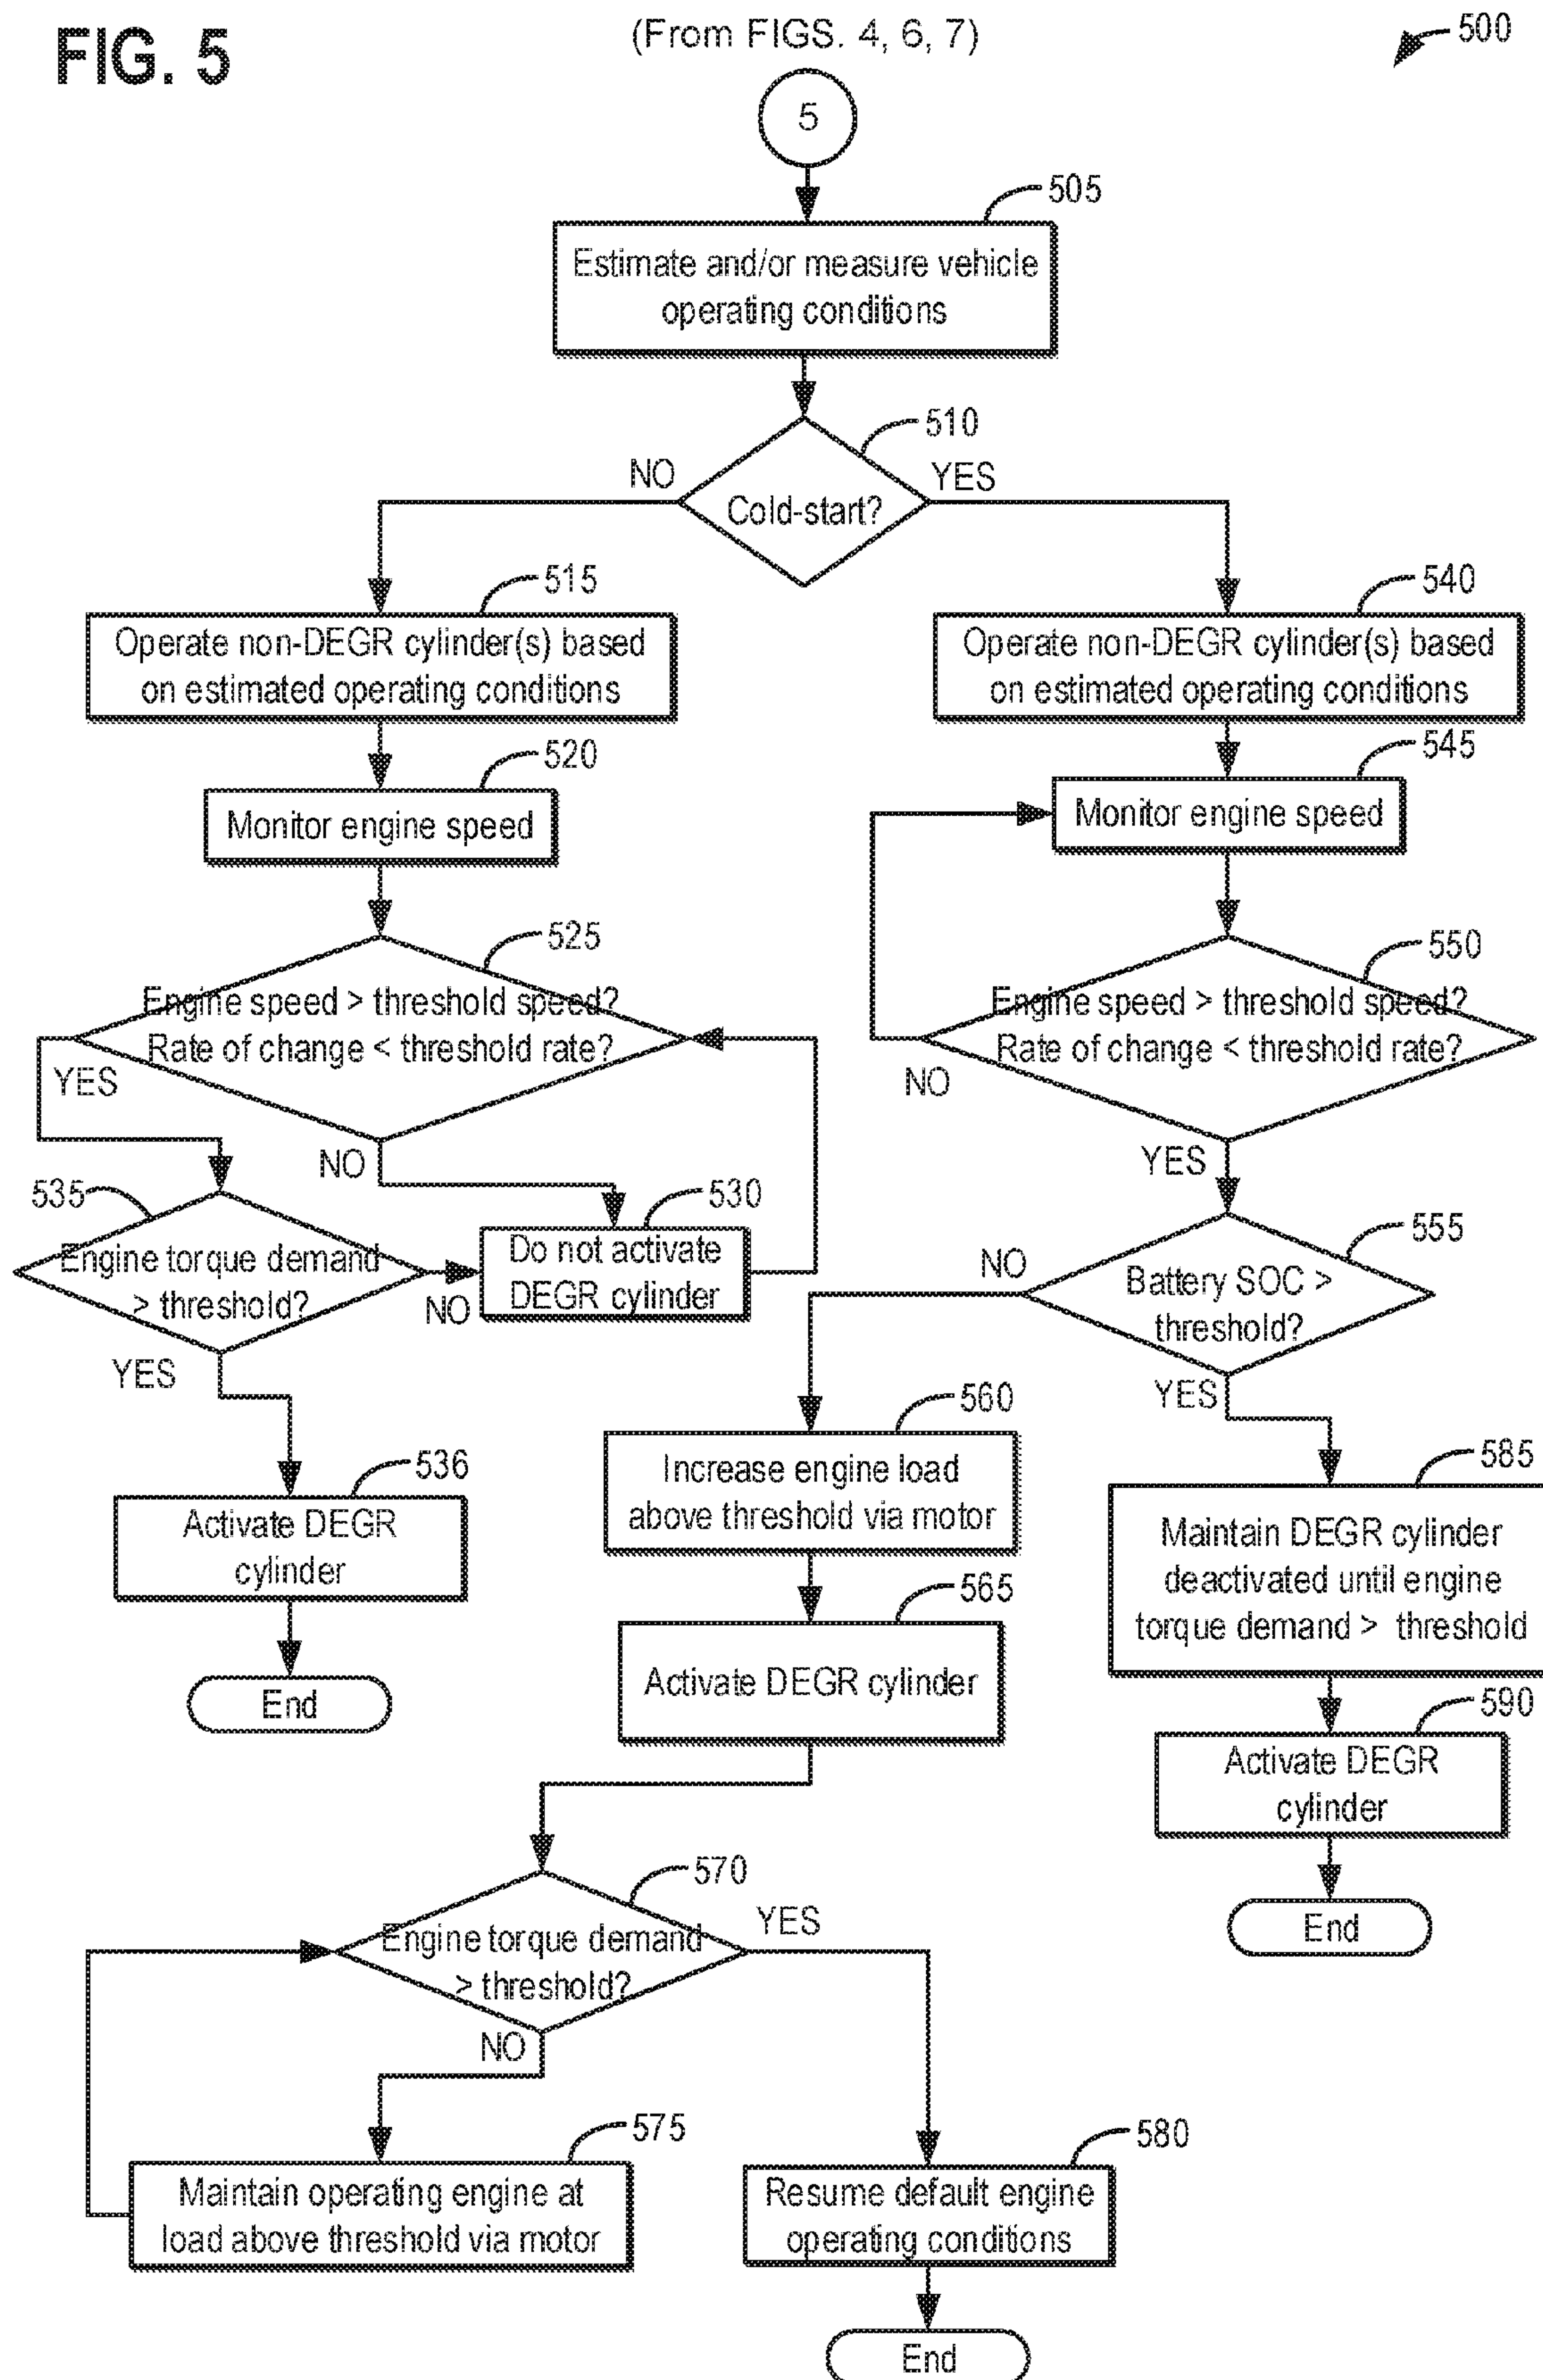 FIG. 5
(From FIGS. 4, 6, 7)
500
5
505
Estimate and/or measure vehicle
operating conditions
510
NO
YES
Cold-start?
515
Operate non-DEGR cylinder(s) based
on estimated operating conditions
540
Operate non-DEGR cylinder(s) based
on estimated operating conditions
520
Monitor engine speed
545
Monitor engine speed
525
Engine speed > threshold speed?
Rate of change < threshold rate?
YES
NO
550
Engine speed > threshold speed?
Rate of change < threshold rate?
NO
YES
535
Engine torque demand
> threshold?
NO
YES
530
Do not activate
DEGR cylinder
555
NO
Battery SOC >
threshold?
YES
536
Activate DEGR
cylinder
End
560
Increase engine load
above threshold via motor
565
Activate DEGR cylinder
585
Maintain DEGR cylinder
deactivated until engine
torque demand > threshold
590
Activate DEGR
cylinder
End
570
Engine torque demand
> threshold?
YES
NO
575
Maintain operating engine at
load above threshold via motor
580
Resume default engine
operating conditions
End